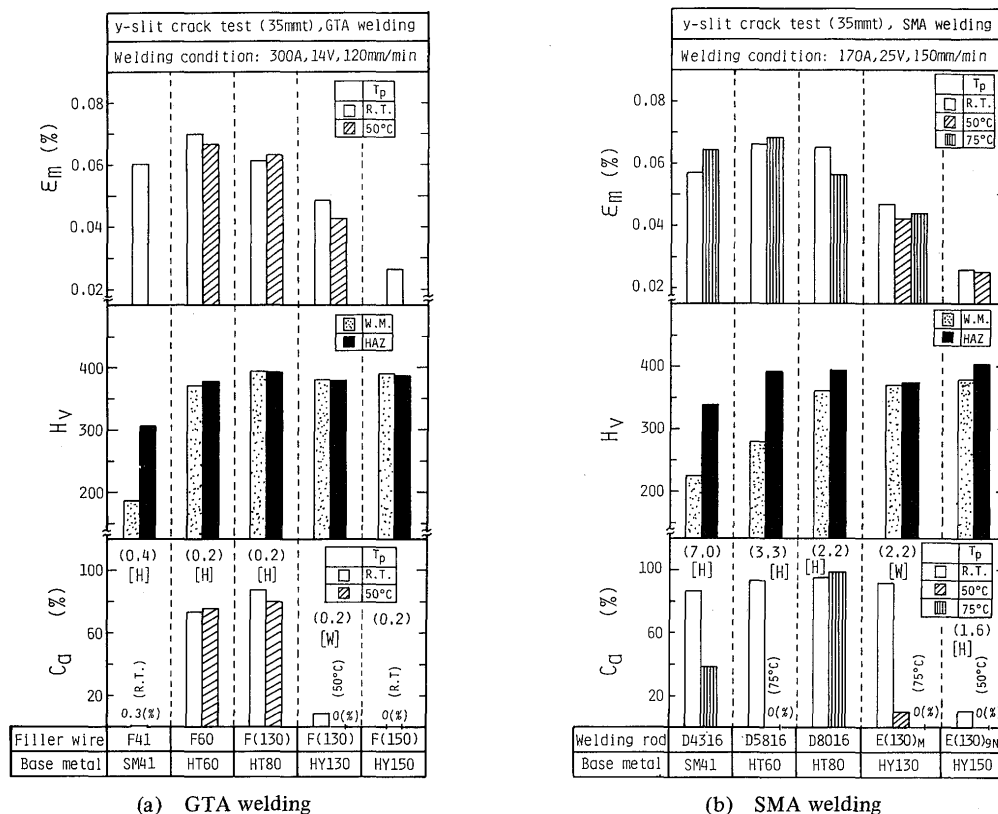 y-slit crack test (35mmt), GTA welding
Welding condition: 300A,14V,120mm/min
Tp
R.T.
50°C
0.08
0.06
0.04
0.02
εm (%)
W.M.
HAZ
400
300
200
Hv
(0.4)
[H]
(0.2)
[H]
(0.2)
[H]
Tp
R.T.
50°C
100
60
20
Ca (%)
(0.2)
[W]
(0.2)
(R.T.)
0.3(%)
(50°C)
0(%)
(R.T)
0(%)
Filler wire F41 F60 F(130) F(130) F(150)
Base metal SM41 HT60 HT80 HY130 HY150
(a) GTA welding
y-slit crack test (35mmt), SMA welding
Welding condition: 170A,25V,150mm/min
Tp
R.T.
50°C
75°C
0.08
0.06
0.04
0.02
εm (%)
W.M.
HAZ
400
300
200
Hv
(7.0)
[H]
(3.3)
[H]
(2.2)
[H]
(2.2)
[W]
Tp
R.T.
50°C
75°C
100
60
20
Ca (%)
(1.6)
[H]
(75°C)
0(%)
(75°C)
0(%)
(50°C)
0(%)
Welding rod D4316 D5816 D8016 E(130)M E(130)9N
Base metal SM41 HT60 HT80 HY130 HY150
(b) SMA welding